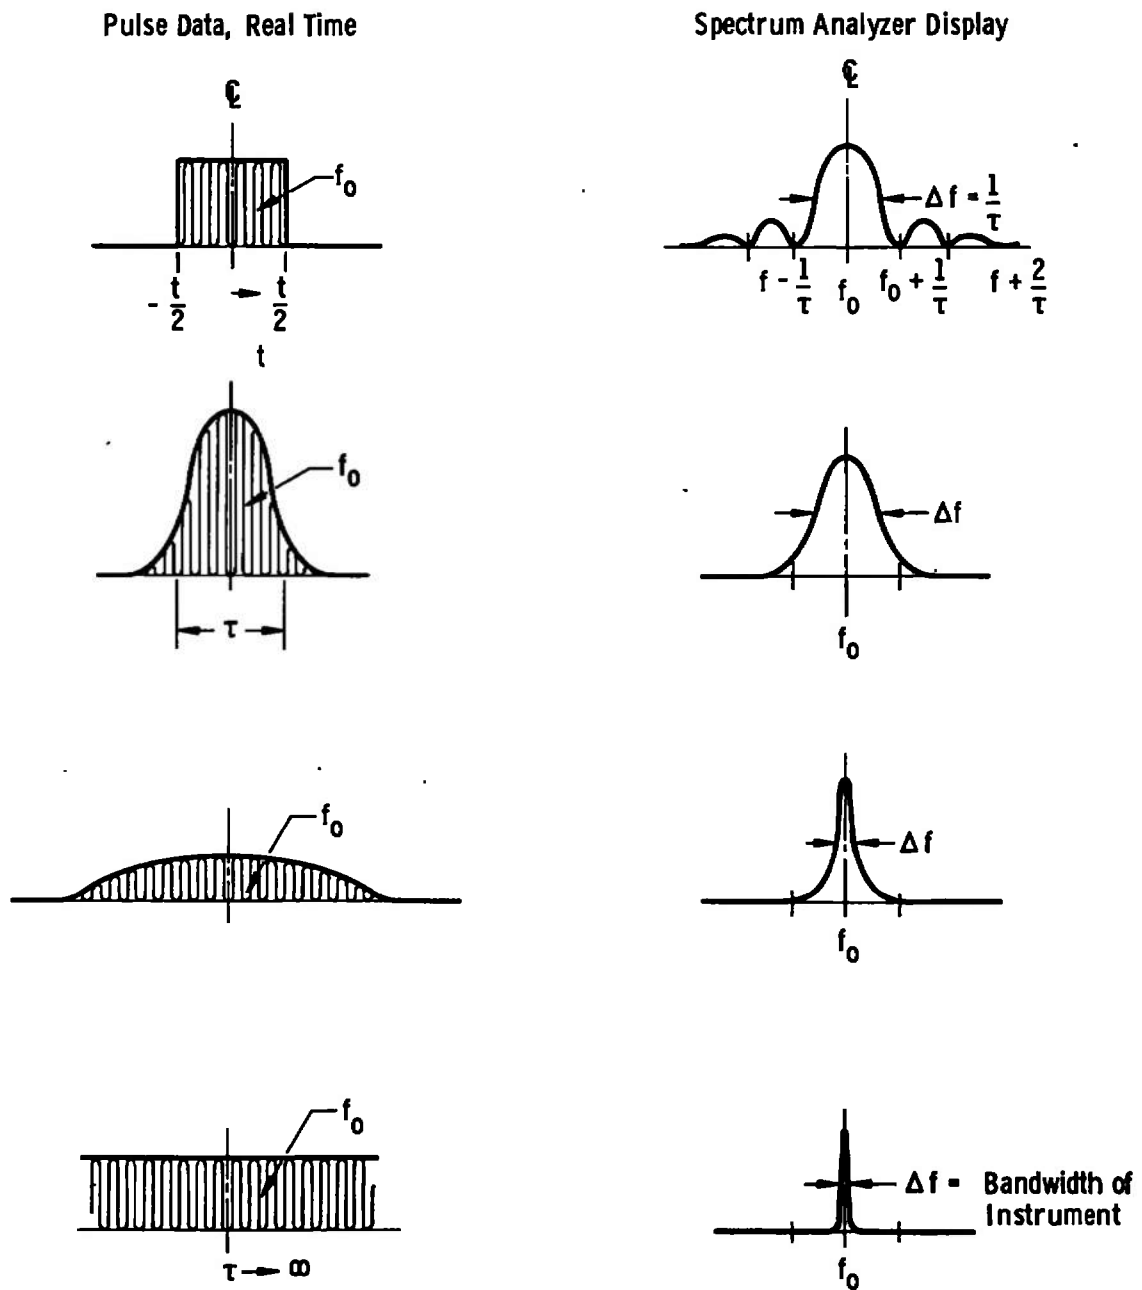 Pulse Data, Real Time
Spectrum Analyzer Display
℄
℄
f₀
Δf = 1/τ
-t/2 → t/2
t
f - 1/τ f₀ f₀ + 1/τ f + 2/τ
f₀
Δf
τ
f₀
f₀
Δf
f₀
f₀
Δf = Bandwidth of
Instrument
τ → ∞
f₀